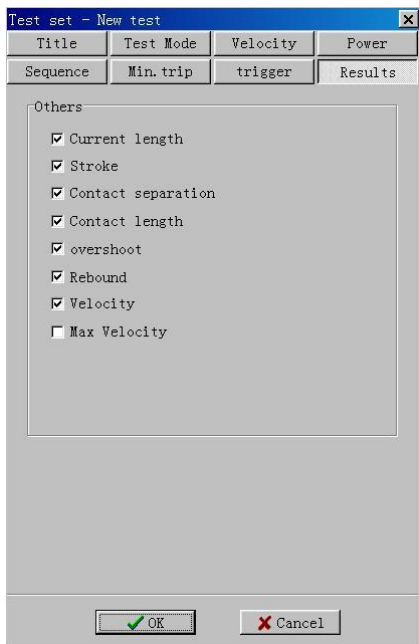 Test set - New test
Title Test Mode Velocity Power
Sequence Min.trip trigger Results
Others
Current length
Stroke
Contact separation
Contact length
overshoot
Rebound
Velocity
Max Velocity
OK Cancel